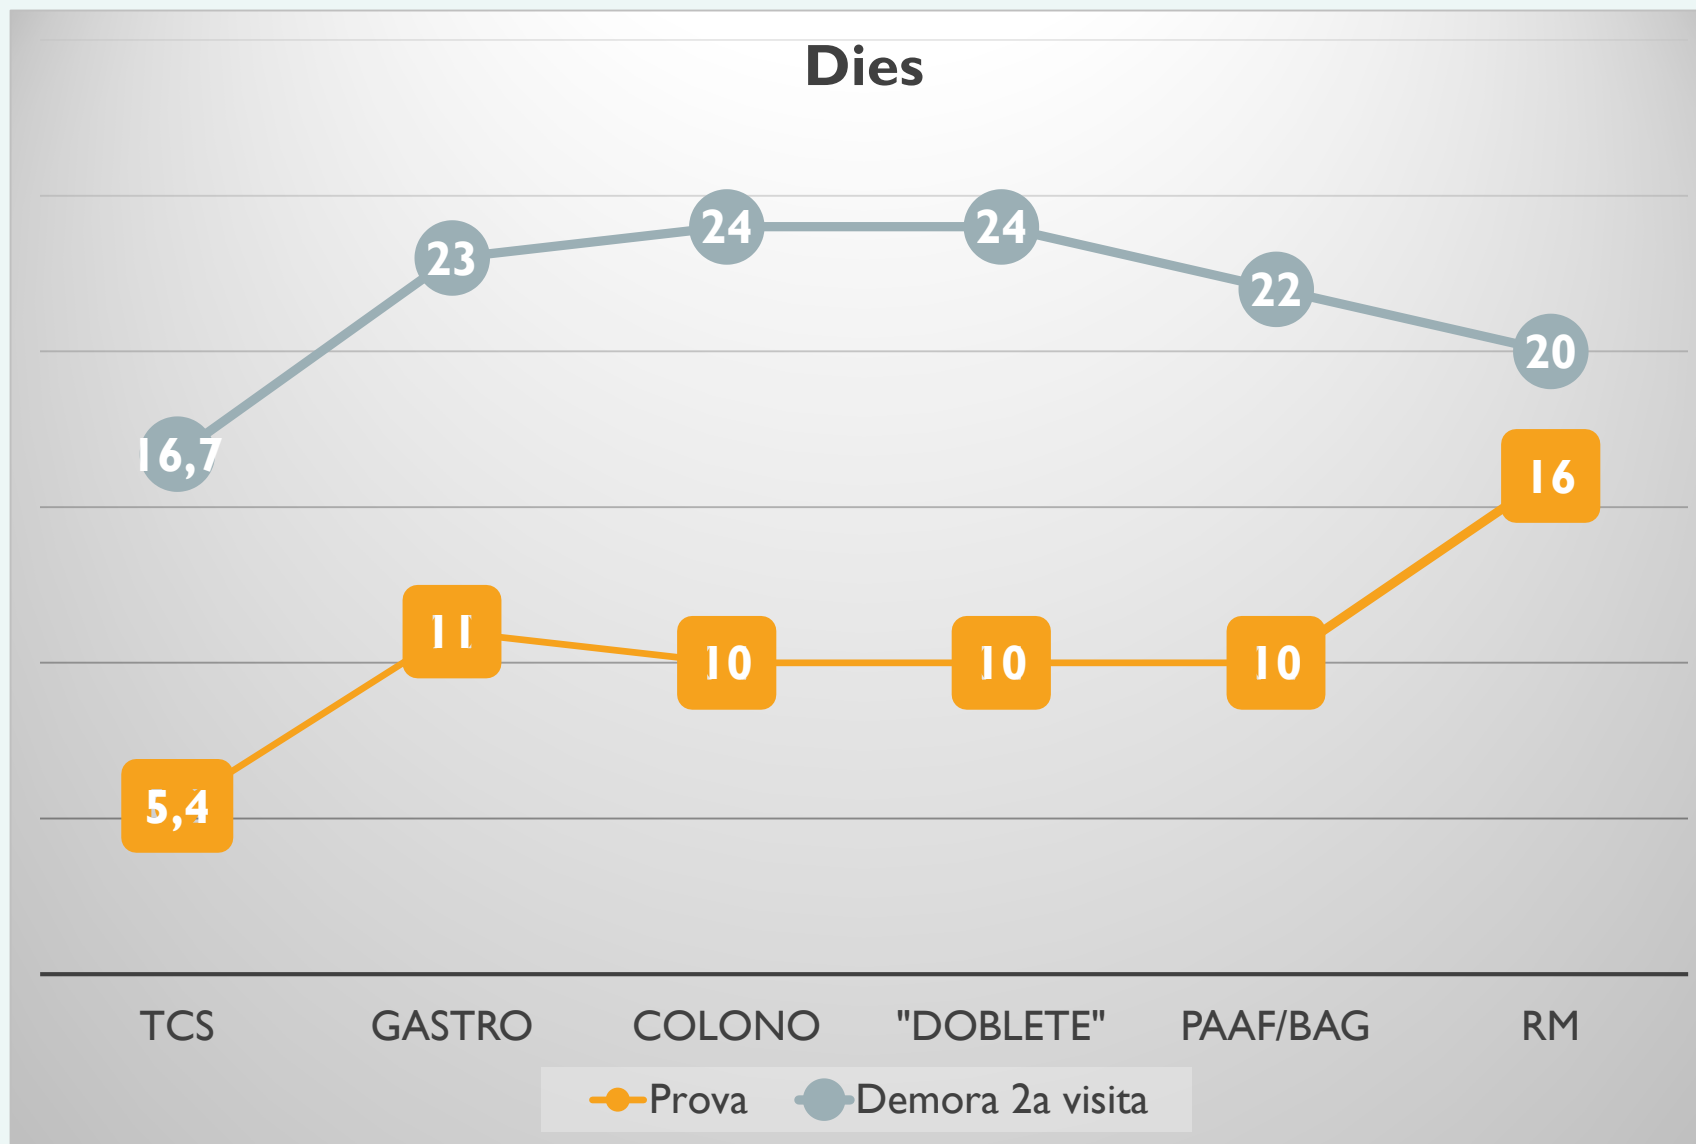 Dies
24 24
23
22
20
16,7
16
11
10 10 10
5,4
TCS GASTRO COLONO "DOBLETE" PAAF/BAG RM
Prova Demora 2a visita